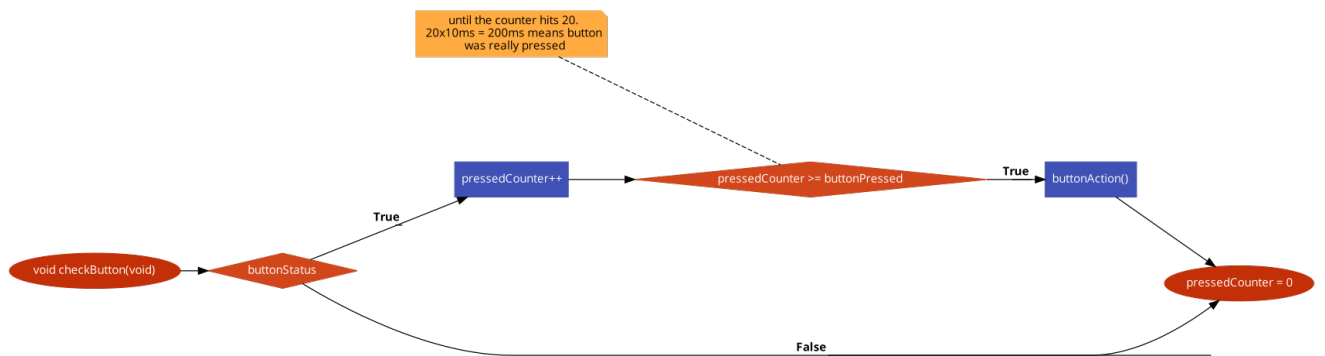 until the counter hits 20.
20x10ms = 200ms means button
was really pressed
pressedCounter++
pressedCounter >= buttonPressed
True
buttonAction()
True
void checkButton(void)
buttonStatus
pressedCounter = 0
False